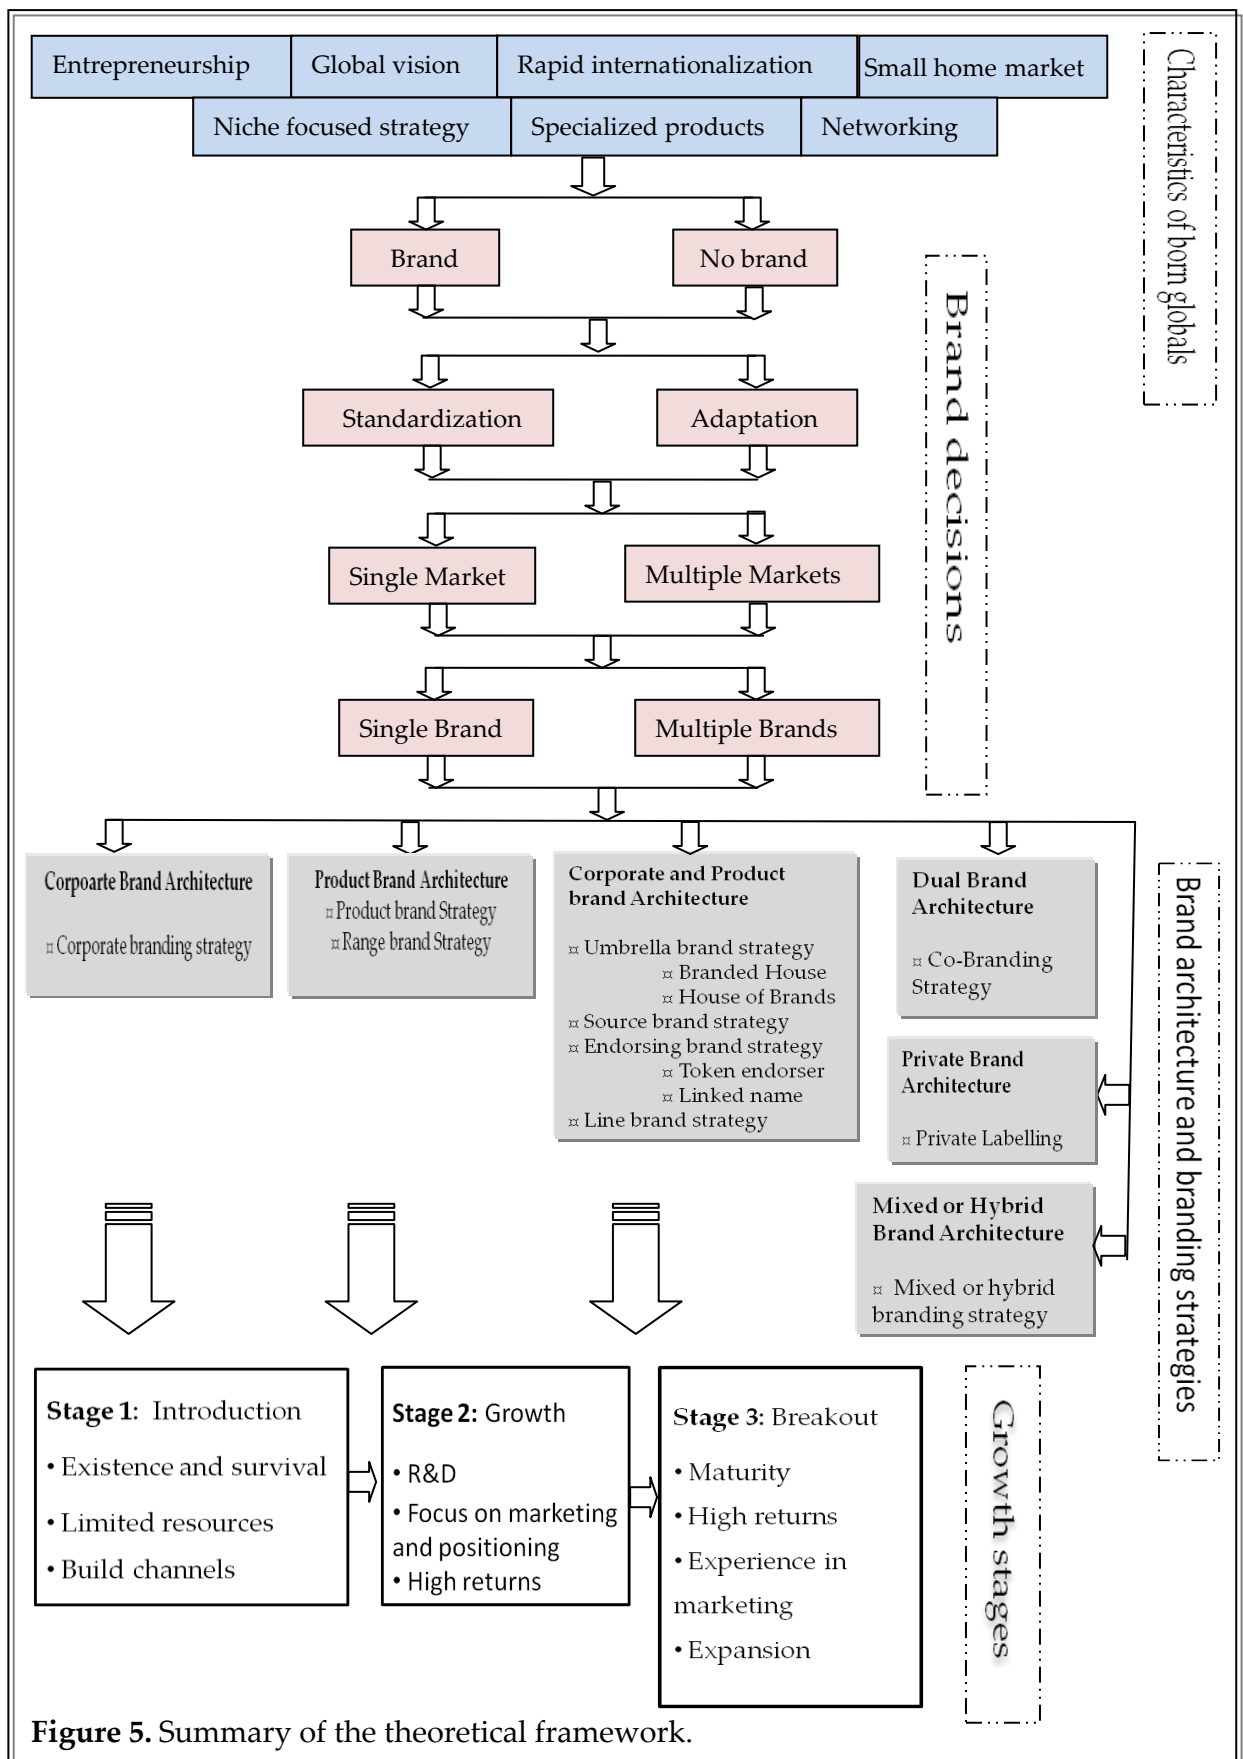 Entrepreneurship
Global vision
Rapid internationalization
Small home market
Niche focused strategy
Specialized products
Networking
Characteristics of born globals
Brand
No brand
Brand decisions
Standardization
Adaptation
Single Market
Multiple Markets
Single Brand
Multiple Brands
Corpoarte Brand Architecture
¤ Corporate branding strategy
Product Brand Architecture
¤ Product brand Strategy
¤ Range brand Strategy
Corporate and Product
brand Architecture
¤ Umbrella brand strategy
¤ Branded House
¤ House of Brands
¤ Source brand strategy
¤ Endorsing brand strategy
¤ Token endorser
¤ Linked name
¤ Line brand strategy
Dual Brand
Architecture
¤ Co-Branding
Strategy
Private Brand
Architecture
¤ Private Labelling
Mixed or Hybrid
Brand Architecture
¤ Mixed or hybrid
branding strategy
Brand architecture and branding strategies
Stage 1: Introduction
• Existence and survival
• Limited resources
• Build channels
Stage 2: Growth
• R&D
• Focus on marketing
and positioning
• High returns
Stage 3: Breakout
• Maturity
• High returns
• Experience in
marketing
• Expansion
Growth stages
Figure 5. Summary of the theoretical framework.